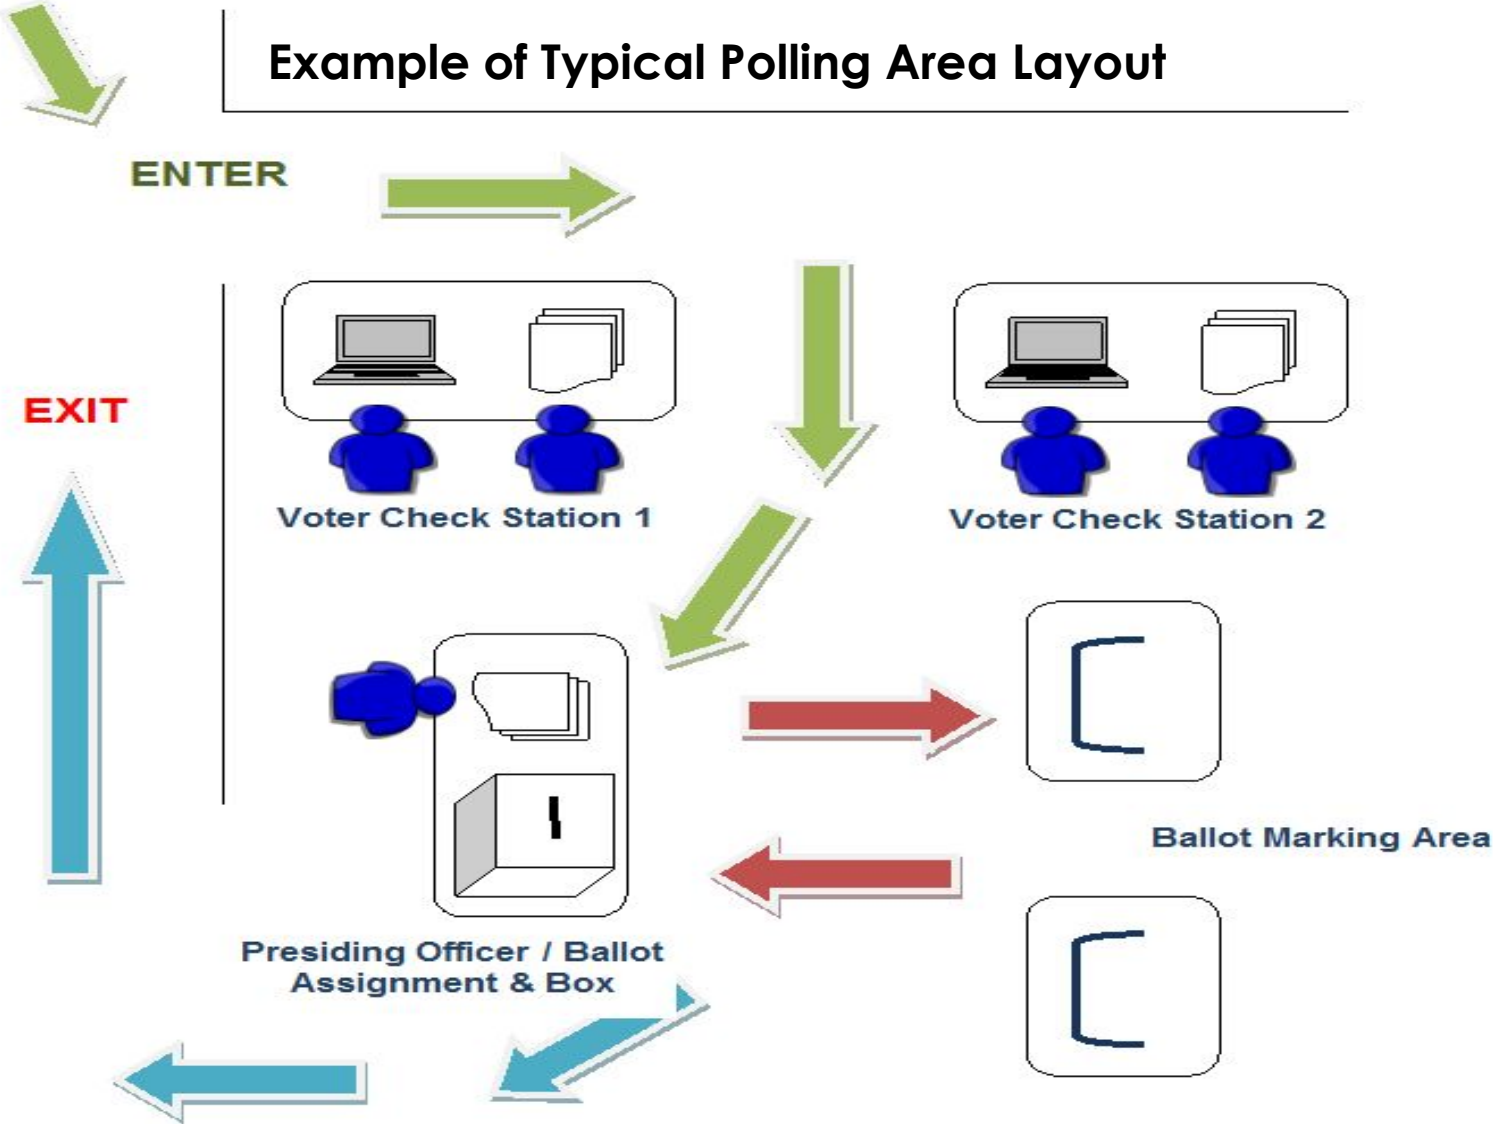 Example of Typical Polling Area Layout
ENTER
EXIT
Voter Check Station 1
Voter Check Station 2
Ballot Marking Area
Presiding Officer / Ballot
Assignment & Box